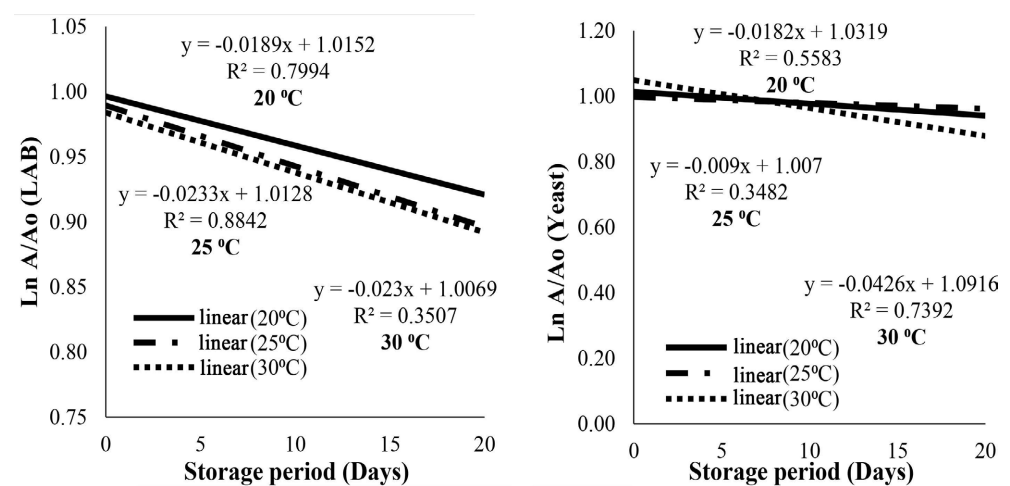 1.05
1.00
0.95
0.90
0.85
0.80
0.75
Ln A/Ao (LAB)
y = -0.0189x + 1.0152
R² = 0.7994
20 ⁰C
y = -0.0233x + 1.0128
R² = 0.8842
25 ⁰C
y = -0.023x + 1.0069
R² = 0.3507
30 ⁰C
linear(20⁰C)
linear(25⁰C)
linear(30⁰C)
0 5 10 15 20
Storage period (Days)
1.20
1.00
0.80
0.60
0.40
0.20
0.00
Ln A/Ao (Yeast)
y = -0.0182x + 1.0319
R² = 0.5583
20 ⁰C
y = -0.009x + 1.007
R² = 0.3482
25 ⁰C
y = -0.0426x + 1.0916
R² = 0.7392
30 ⁰C
linear(20⁰C)
linear(25⁰C)
linear(30⁰C)
0 5 10 15 20
Storage period (Days)